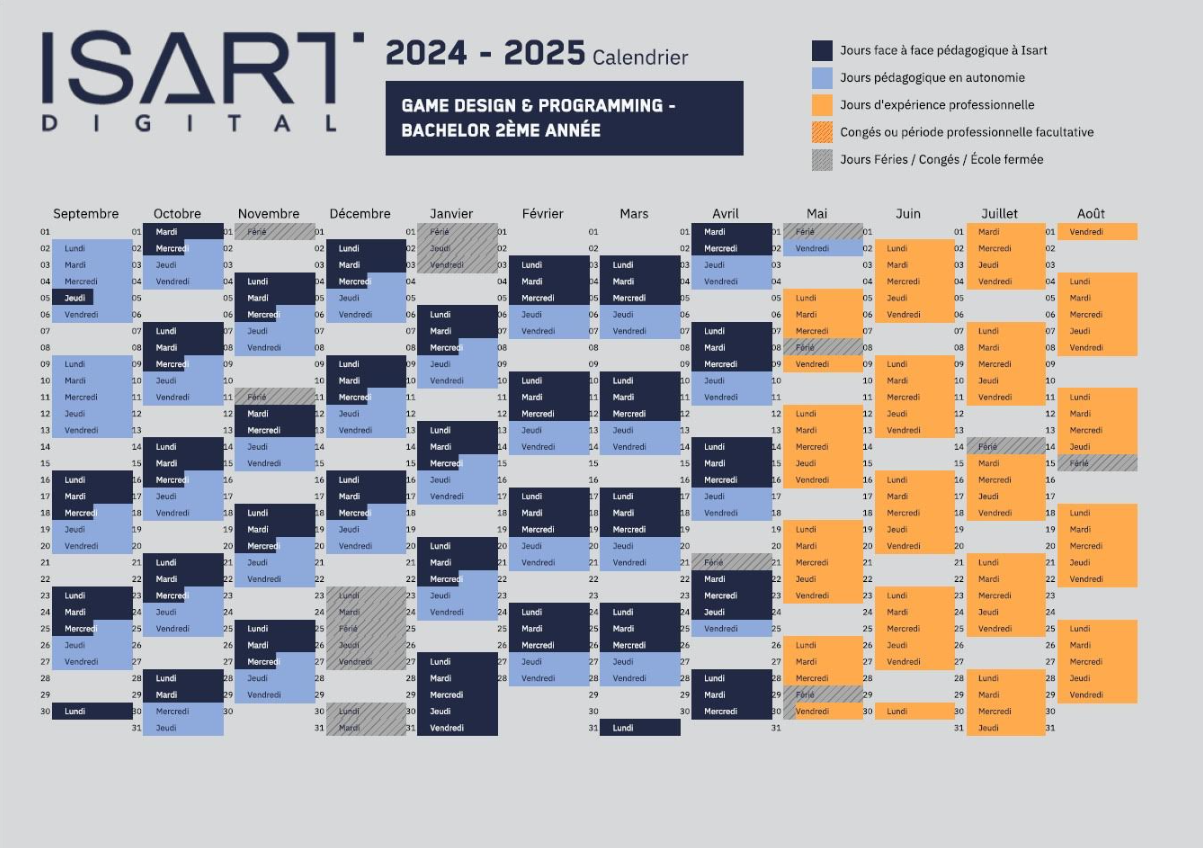 ISART
DIGITAL
2024 - 2025 Calendrier
GAME DESIGN & PROGRAMMING -
BACHELOR 2ÈME ANNÉE
Jours face à face pédagogique à Isart
Jours pédagogique en autonomie
Jours d'expérience professionnelle
Congés ou période professionnelle facultative
Jours Féries / Congés / École fermée
Septembre
01
02 Lundi
03 Mardi
04 Mercredi
05 Jeudi
06 Vendredi
07
08
09 Lundi
10 Mardi
11 Mercredi
12 Jeudi
13 Vendredi
14
15
16 Lundi
17 Mardi
18 Mercredi
19 Jeudi
20 Vendredi
21
22
23 Lundi
24 Mardi
25 Mercredi
26 Jeudi
27 Vendredi
28
29
30 Lundi
Octobre
01 Mardi
02 Mercredi
03 Jeudi
04 Vendredi
05
06
07 Lundi
08 Mardi
09 Mercredi
10 Jeudi
11 Vendredi
12
13
14 Lundi
15 Mardi
16 Mercredi
17 Jeudi
18 Vendredi
19
20
21 Lundi
22 Mardi
23 Mercredi
24 Jeudi
25 Vendredi
26
27
28 Lundi
29 Mardi
30 Mercredi
31 Jeudi
Novembre
01 Férié
02
03
04 Lundi
05 Mardi
06 Mercredi
07 Jeudi
08 Vendredi
09
10
11 Férié
12 Mardi
13 Mercredi
14 Jeudi
15 Vendredi
16
17
18 Lundi
19 Mardi
20 Mercredi
21 Jeudi
22 Vendredi
23
24
25 Lundi
26 Mardi
27 Mercredi
28 Jeudi
29 Vendredi
30
Décembre
01
02 Lundi
03 Mardi
04 Mercredi
05 Jeudi
06 Vendredi
07
08
09 Lundi
10 Mardi
11 Mercredi
12 Jeudi
13 Vendredi
14
15
16 Lundi
17 Mardi
18 Mercredi
19 Jeudi
20 Vendredi
21
22
23 Lundi
24 Mardi
25 Férié
26 Jeudi
27 Vendredi
28
29
30 Lundi
31 Mardi
Janvier
01 Férié
02 Jeudi
03 Vendredi
04
05
06 Lundi
07 Mardi
08 Mercredi
09 Jeudi
10 Vendredi
11
12
13 Lundi
14 Mardi
15 Mercredi
16 Jeudi
17 Vendredi
18
19
20 Lundi
21 Mardi
22 Mercredi
23 Jeudi
24 Vendredi
25
26
27 Lundi
28 Mardi
29 Mercredi
30 Jeudi
31 Vendredi
Février
01
02
03 Lundi
04 Mardi
05 Mercredi
06 Jeudi
07 Vendredi
08
09
10 Lundi
11 Mardi
12 Mercredi
13 Jeudi
14 Vendredi
15
16
17 Lundi
18 Mardi
19 Mercredi
20 Jeudi
21 Vendredi
22
23
24 Lundi
25 Mardi
26 Mercredi
27 Jeudi
28 Vendredi
Mars
01
02
03 Lundi
04 Mardi
05 Mercredi
06 Jeudi
07 Vendredi
08
09
10 Lundi
11 Mardi
12 Mercredi
13 Jeudi
14 Vendredi
15
16
17 Lundi
18 Mardi
19 Mercredi
20 Jeudi
21 Vendredi
22
23
24 Lundi
25 Mardi
26 Mercredi
27 Jeudi
28 Vendredi
29
30
31 Lundi
Avril
01 Mardi
02 Mercredi
03 Jeudi
04 Vendredi
05
06
07 Lundi
08 Mardi
09 Mercredi
10 Jeudi
11 Vendredi
12
13
14 Lundi
15 Mardi
16 Mercredi
17 Jeudi
18 Vendredi
19
20
21 Férié
22 Mardi
23 Mercredi
24 Jeudi
25 Vendredi
26
27
28 Lundi
29 Mardi
30 Mercredi
Mai
01 Férié
02 Vendredi
03
04
05 Lundi
06 Mardi
07 Mercredi
08 Férié
09 Vendredi
10
11
12 Lundi
13 Mardi
14 Mercredi
15 Jeudi
16 Vendredi
17
18
19 Lundi
20 Mardi
21 Mercredi
22 Jeudi
23 Vendredi
24
25
26 Lundi
27 Mardi
28 Mercredi
29 Férié
30 Vendredi
31
Juin
01
02 Lundi
03 Mardi
04 Mercredi
05 Jeudi
06 Vendredi
07
08
09 Lundi
10 Mardi
11 Mercredi
12 Jeudi
13 Vendredi
14
15
16 Lundi
17 Mardi
18 Mercredi
19 Jeudi
20 Vendredi
21
22
23 Lundi
24 Mardi
25 Mercredi
26 Jeudi
27 Vendredi
28
29
30 Lundi
Juillet
01 Mardi
02 Mercredi
03 Jeudi
04 Vendredi
05
06
07 Lundi
08 Mardi
09 Mercredi
10 Jeudi
11 Vendredi
12
13
14 Férié
15 Mardi
16 Mercredi
17 Jeudi
18 Vendredi
19
20
21 Lundi
22 Mardi
23 Mercredi
24 Jeudi
25 Vendredi
26
27
28 Lundi
29 Mardi
30 Mercredi
31 Jeudi
Août
01 Vendredi
02
03
04 Lundi
05 Mardi
06 Mercredi
07 Jeudi
08 Vendredi
09
10
11 Lundi
12 Mardi
13 Mercredi
14 Jeudi
15 Férié
16
17
18 Lundi
19 Mardi
20 Mercredi
21 Jeudi
22 Vendredi
23
24
25 Lundi
26 Mardi
27 Mercredi
28 Jeudi
29 Vendredi
30
31